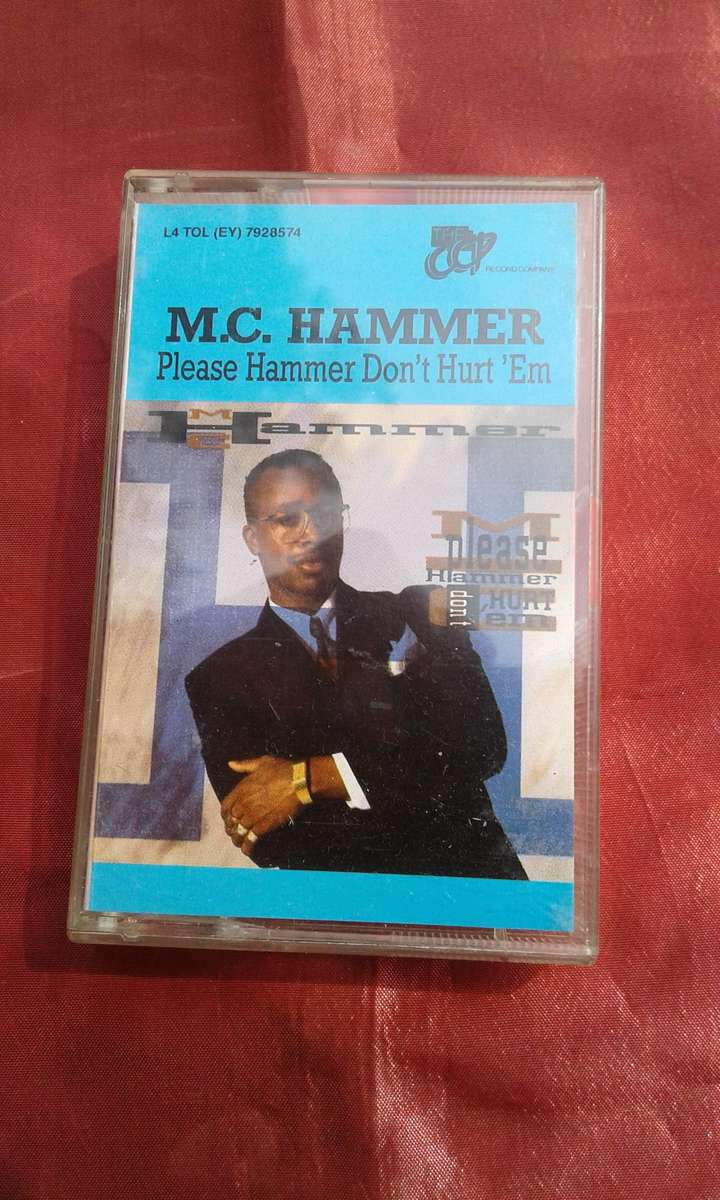 L4 TOL (EY) 7928574
THE CCP
RECORD COMPANY
M.C. HAMMER
Please Hammer Don't Hurt 'Em
MC Hammer
please
Hammer
don't
HURT
em